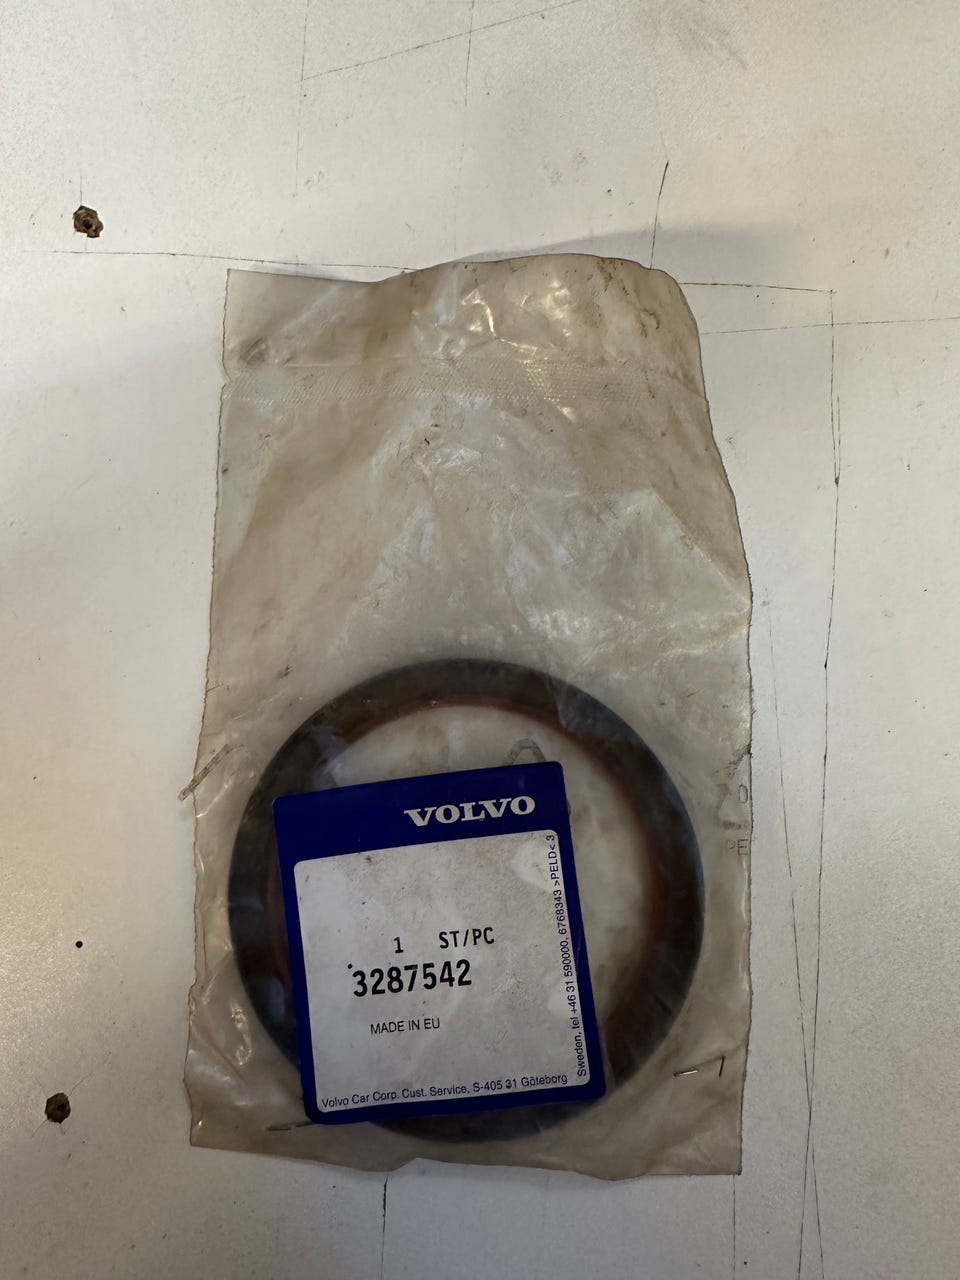 VOLVO
1 ST/PC
3287542
MADE IN EU
Volvo Car Corp. Cust. Service, S-405 31 Göteborg
Sweden, tel +46 31 590000, 6768343 >PELD< 3
PE